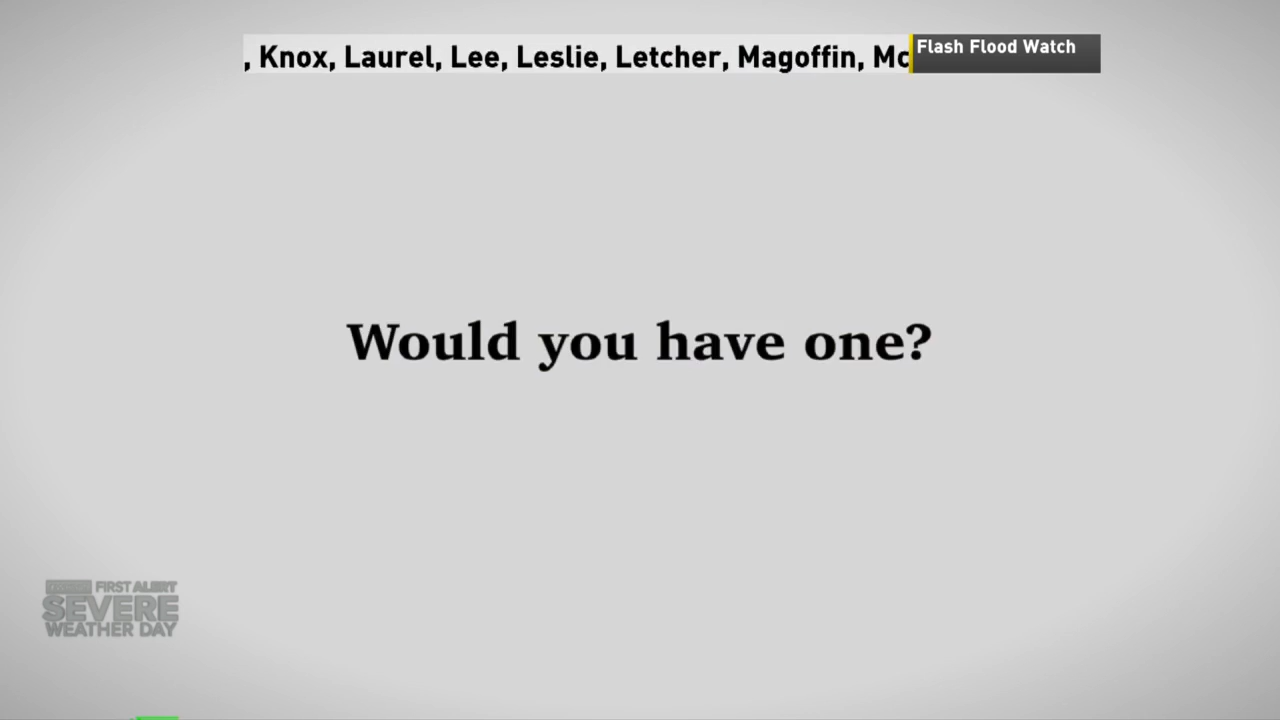 , Knox, Laurel, Lee, Leslie, Letcher, Magoffin, Mc
Flash Flood Watch
Would you have one?
FIRST ALERT
SEVERE
WEATHER DAY